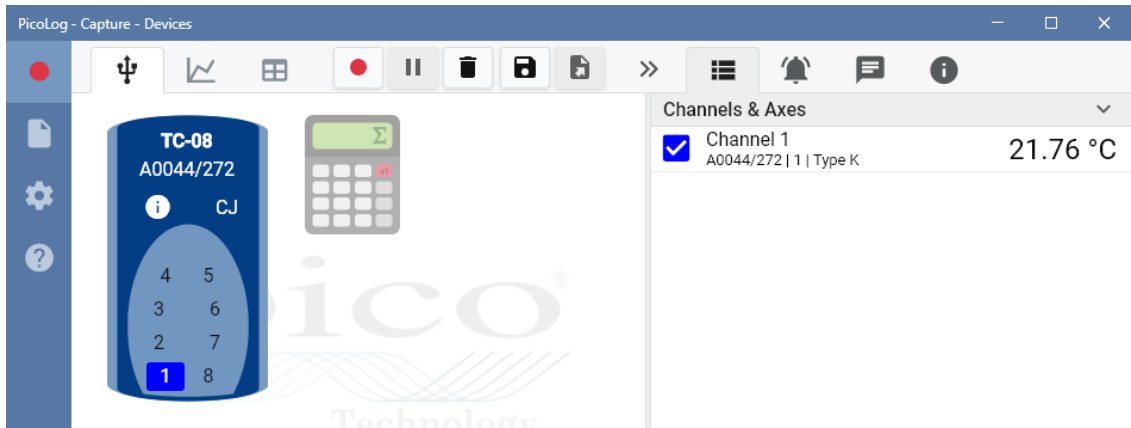 PicoLog - Capture - Devices
Channels & Axes
TC-08
A0044/272
CJ
4 5
3 6
2 7
1 8
Σ
+1
Channel 1
A0044/272 | 1 | Type K
21.76 °C
pico®
Technology